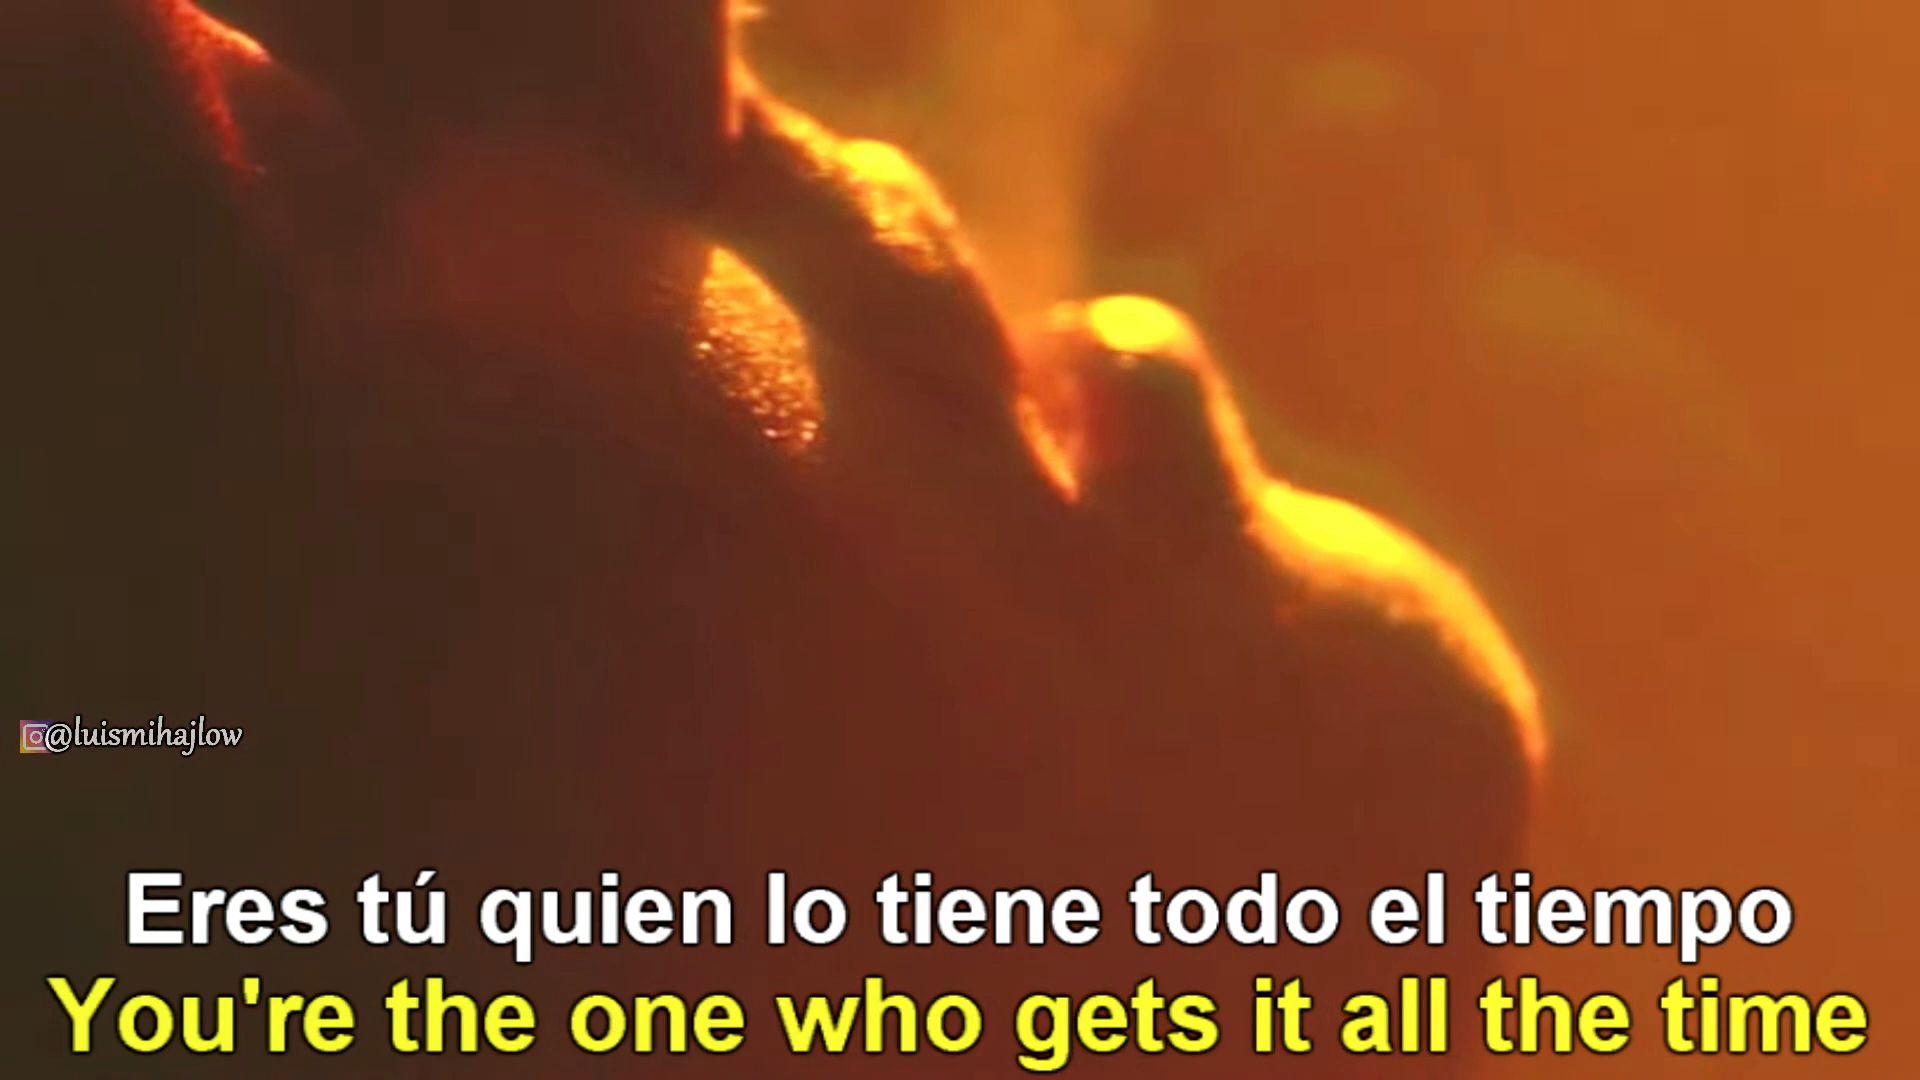 @luismihajlow
Eres tú quien lo tiene todo el tiempo
You're the one who gets it all the time